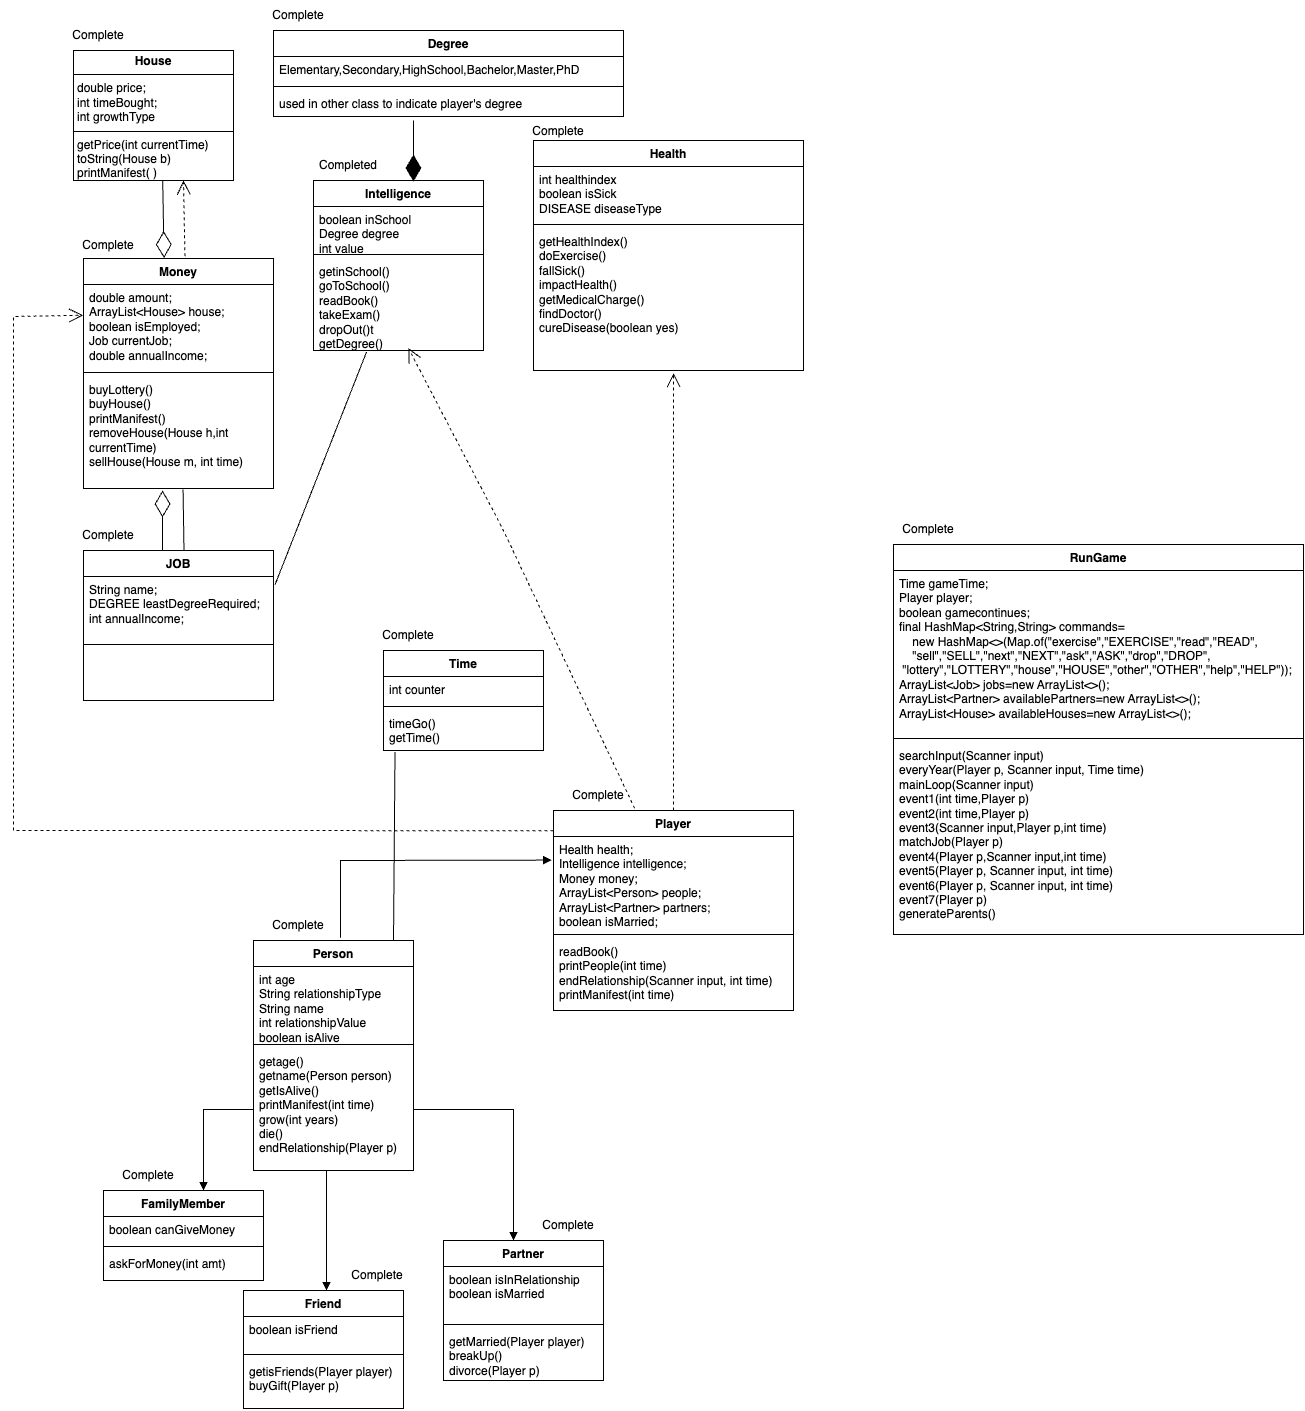 Complete
House
double price;
int timeBought;
int growthType
getPrice(int currentTime)
toString(House b)
printManifest( )
Complete
Degree
Elementary,Secondary,HighSchool,Bachelor,Master,PhD
used in other class to indicate player's degree
Completed
Intelligence
boolean inSchool
Degree degree
int value
getinSchool()
goToSchool()
readBook()
takeExam()
dropOut()t
getDegree()
Complete
Health
int healthindex
boolean isSick
DISEASE diseaseType
getHealthIndex()
doExercise()
fallSick()
impactHealth()
getMedicalCharge()
findDoctor()
cureDisease(boolean yes)
Complete
Money
double amount;
ArrayList<House> house;
boolean isEmployed;
Job currentJob;
double annualIncome;
buyLottery()
buyHouse()
printManifest()
removeHouse(House h,int
currentTime)
sellHouse(House m, int time)
Complete
JOB
String name;
DEGREE leastDegreeRequired;
int annualIncome;
Complete
Time
int counter
timeGo()
getTime()
Complete
RunGame
Time gameTime;
Player player;
boolean gamecontinues;
final HashMap<String,String> commands=
new HashMap<>(Map.of("exercise","EXERCISE","read","READ",
"sell","SELL","next","NEXT","ask","ASK","drop","DROP",
"lottery","LOTTERY","house","HOUSE","other","OTHER","help","HELP"));
ArrayList<Job> jobs=new ArrayList<>();
ArrayList<Partner> availablePartners=new ArrayList<>();
ArrayList<House> availableHouses=new ArrayList<>();
searchInput(Scanner input)
everyYear(Player p, Scanner input, Time time)
mainLoop(Scanner input)
event1(int time,Player p)
event2(int time,Player p)
event3(Scanner input,Player p,int time)
matchJob(Player p)
event4(Player p,Scanner input,int time)
event5(Player p, Scanner input, int time)
event6(Player p, Scanner input, int time)
event7(Player p)
generateParents()
Complete
Player
Health health;
Intelligence intelligence;
Money money;
ArrayList<Person> people;
ArrayList<Partner> partners;
boolean isMarried;
readBook()
printPeople(int time)
endRelationship(Scanner input, int time)
printManifest(int time)
Complete
Person
int age
String relationshipType
String name
int relationshipValue
boolean isAlive
getage()
getname(Person person)
getIsAlive()
printManifest(int time)
grow(int years)
die()
endRelationship(Player p)
Complete
FamilyMember
boolean canGiveMoney
askForMoney(int amt)
Complete
Friend
boolean isFriend
getisFriends(Player player)
buyGift(Player p)
Complete
Partner
boolean isInRelationship
boolean isMarried
getMarried(Player player)
breakUp()
divorce(Player p)